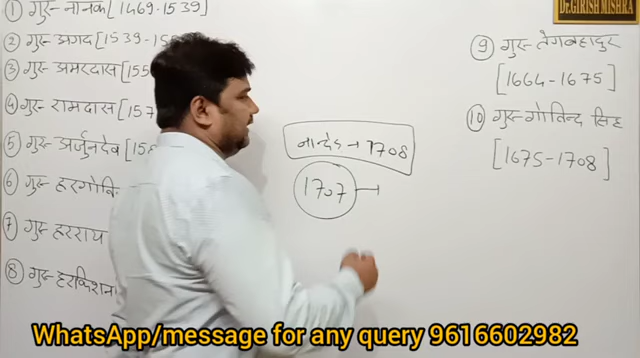 ① गुरु नानक [1469-1539]
② गुरु अंगद [1539-
③ गुरु अमरदास [155
④ गुरु रामदास [157
⑤ गुरु अर्जुनदेव [15
⑥ गुरु हरगोवि
⑦ गुरु हरराय
⑧ गुरु हरकिशन
नान्देड → 1708
1707
Dr.GIRISH MISHRA
⑨ गुरु तेगबहादुर
[1664-1675]
⑩ गुरु गोविन्द सिंह
[1675-1708]
WhatsApp/message for any query 9616602982